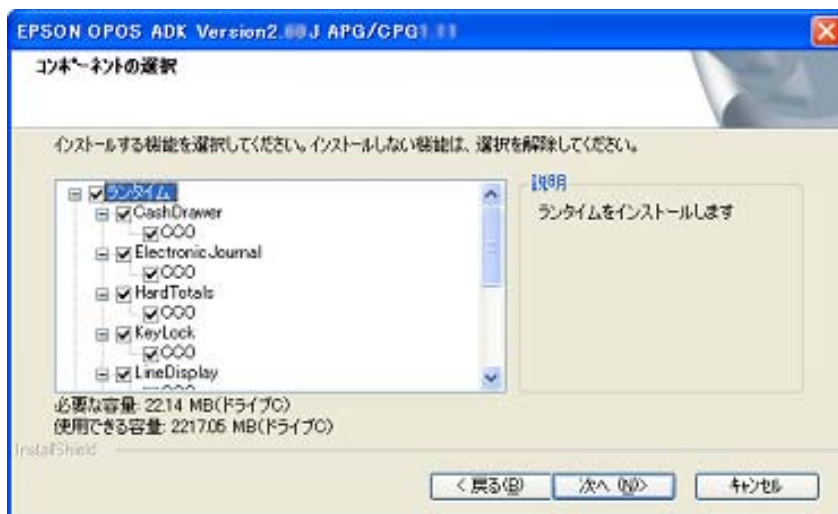 EPSON OPOS ADK Version2. J APG/CPG
コンポーネントの選択
インストールする機能を選択してください。インストールしない機能は、選択を解除してください。
ランタイム
CashDrawer
CCO
ElectronicJournal
CCO
HardTotals
CCO
KeyLock
CCO
LineDisplay
説明
ランタイムをインストールします
必要な容量: 22.14 MB(ドライブC)
使用できる容量: 2217.05 MB(ドライブC)
InstallShield
< 戻る(B)
次へ (N)>
キャンセル